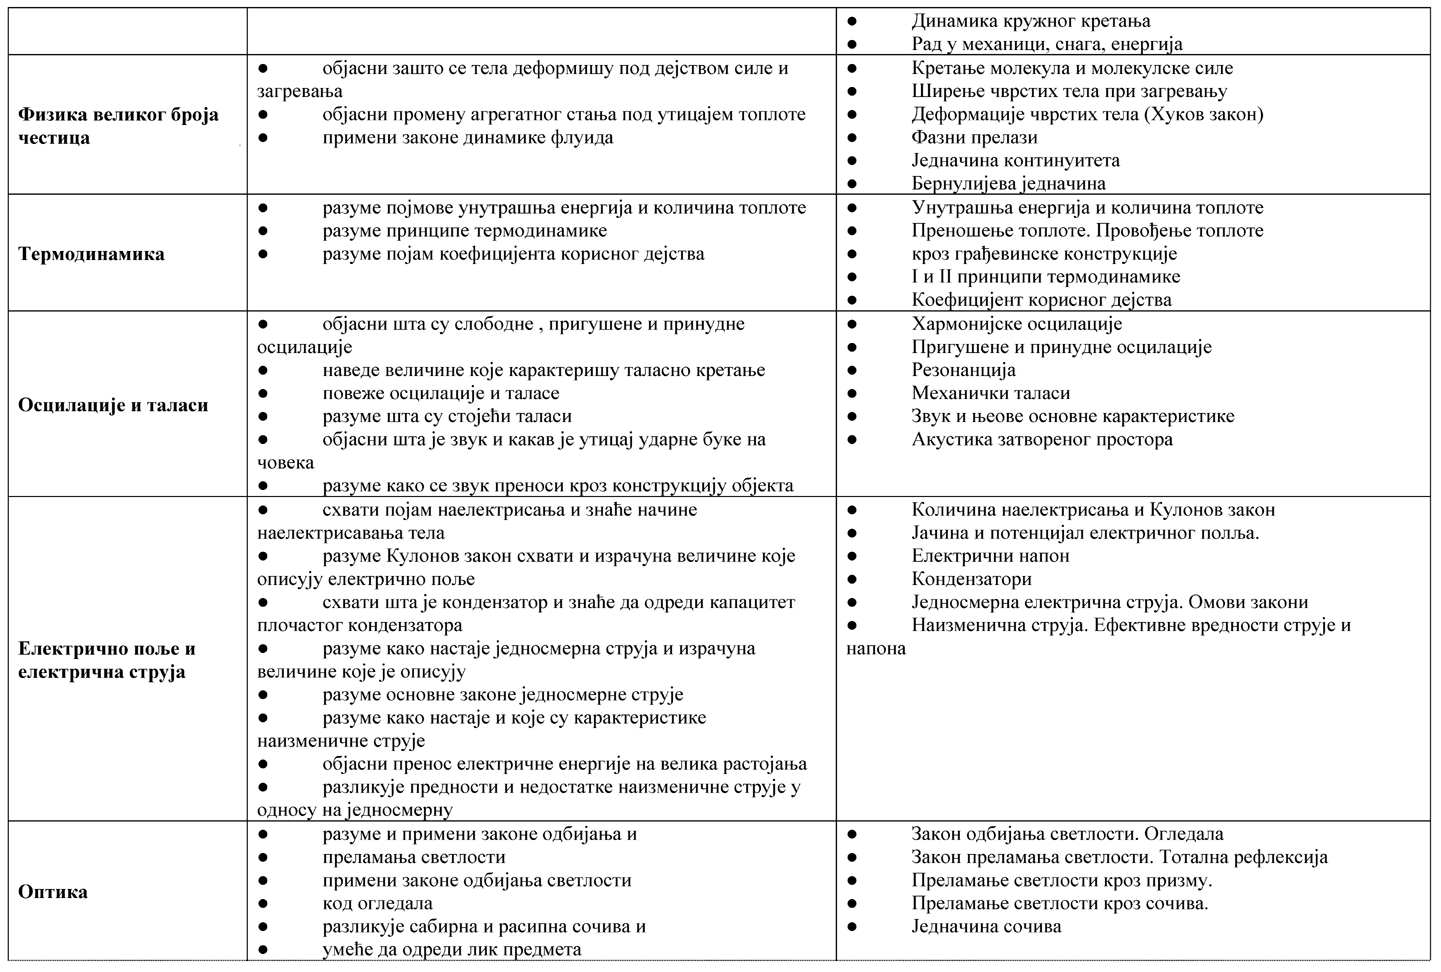 ● Динамика кружног кретања
● Рад у механици, снага, енергија
Физика великог броја
честица
● објасни зашто се тела деформишу под дејством силе и
загревања
● објасни промену агрегатног стања под утицајем топлоте
● примени законе динамике флуида
● Кретање молекула и молекулске силе
● Ширење чврстих тела при загревању
● Деформације чврстих тела (Хуков закон)
● Фазни прелази
● Једначина континуитета
● Бернулијева једначина
Термодинамика
● разуме појмове унутрашња енергија и количина топлоте
● разуме принципе термодинамике
● разуме појам коефицијента корисног дејства
● Унутрашња енергија и количина топлоте
● Преношење топлоте. Провођење топлоте
● кроз грађевинске конструкције
● I и II принципи термодинамике
● Коефицијент корисног дејства
Осцилације и таласи
● објасни шта су слободне , пригушене и принудне
осцилације
● наведе величине које карактеришу таласно кретање
● повеже осцилације и таласе
● разуме шта су стојећи таласи
● објасни шта је звук и какав је утицај ударне буке на
човека
● разуме како се звук преноси кроз конструкцију објекта
● Хармонијске осцилације
● Пригушене и принудне осцилације
● Резонанција
● Механички таласи
● Звук и њеове основне карактеристике
● Акустика затвореног простора
Електрично поље и
електрична струја
● схвати појам наелектрисања и знаће начине
наелектрисавања тела
● разуме Кулонов закон схвати и израчуна величине које
описују електрично поље
● схвати шта је кондензатор и знаће да одреди капацитет
плочастог кондензатора
● разуме како настаје једносмерна струја и израчуна
величине које је описују
● разуме основне законе једносмерне струје
● разуме како настаје и које су карактеристике
наизменичне струје
● објасни пренос електричне енергије на велика растојања
● разликује предности и недостатке наизменичне струје у
односу на једносмерну
● Количина наелектрисања и Кулонов закон
● Јачина и потенцијал електричног полља.
● Електрични напон
● Кондензатори
● Једносмерна електрична струја. Омови закони
● Наизменична струја. Ефективне вредности струје и
напона
Оптика
● разуме и примени законе одбијања и
● преламања светлости
● примени законе одбијања светлости
● код огледала
● разликује сабирна и расипна сочива и
● умеће да одреди лик предмета
● Закон одбијања светлости. Огледала
● Закон преламања светлости. Тотална рефлексија
● Преламање светлости кроз призму.
● Преламање светлости кроз сочива.
● Једначина сочива